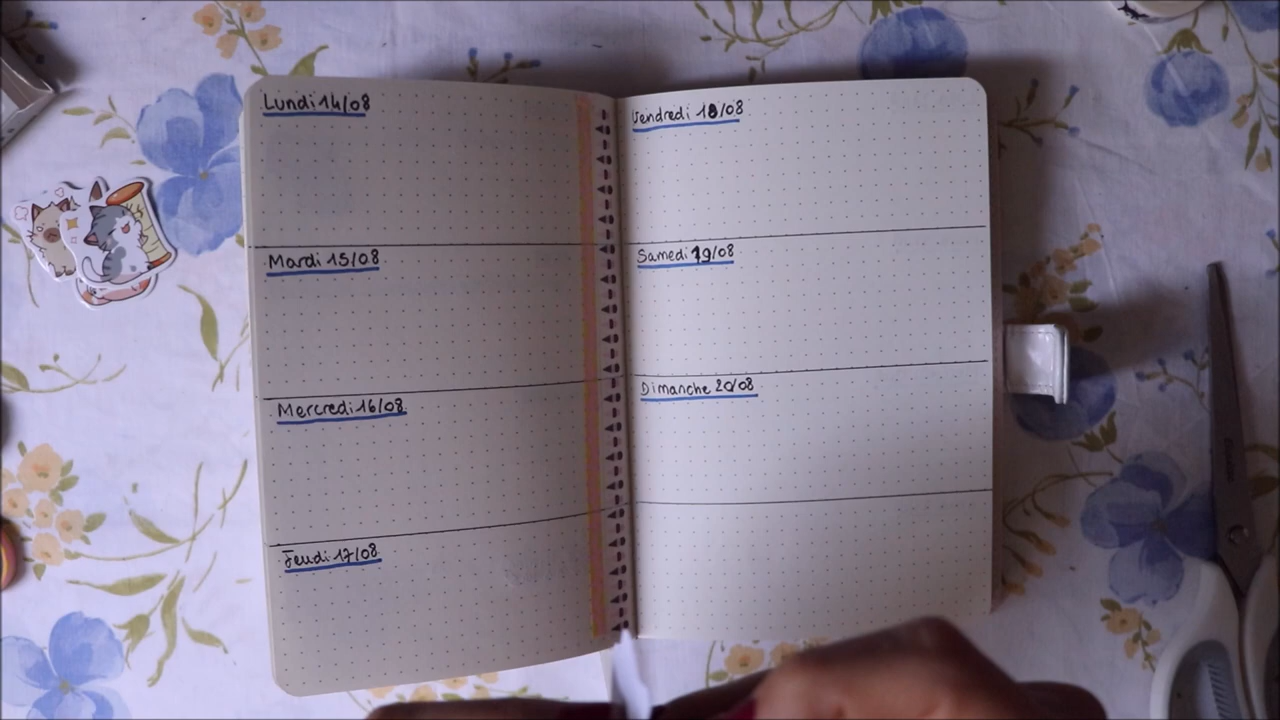 Lundi 14/08
Mardi 15/08
Mercredi 16/08
Jeudi 17/08
Vendredi 18/08
Samedi 19/08
Dimanche 20/08